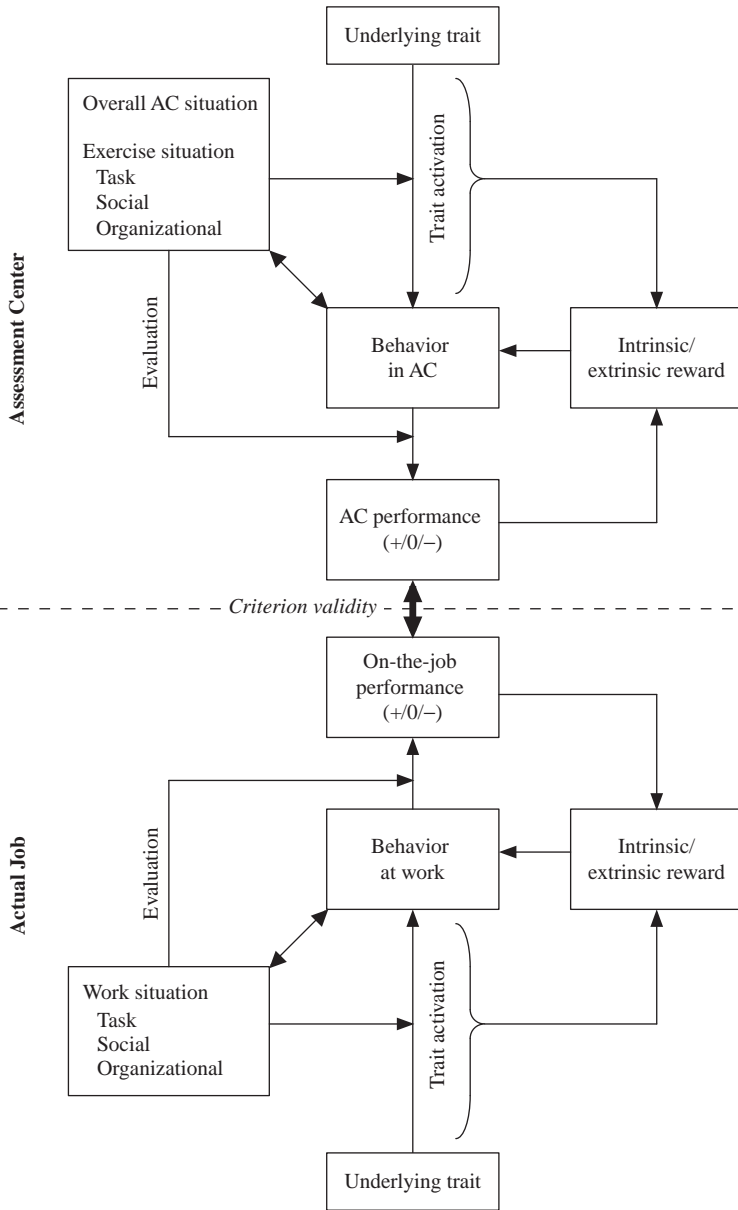 Underlying trait
Overall AC situation
Exercise situation
Task
Social
Organizational
Trait activation
Assessment Center
Evaluation
Behavior
in AC
Intrinsic/
extrinsic reward
AC performance
(+/0/−)
Criterion validity
On-the-job
performance
(+/0/−)
Actual Job
Evaluation
Behavior
at work
Intrinsic/
extrinsic reward
Work situation
Task
Social
Organizational
Trait activation
Underlying trait